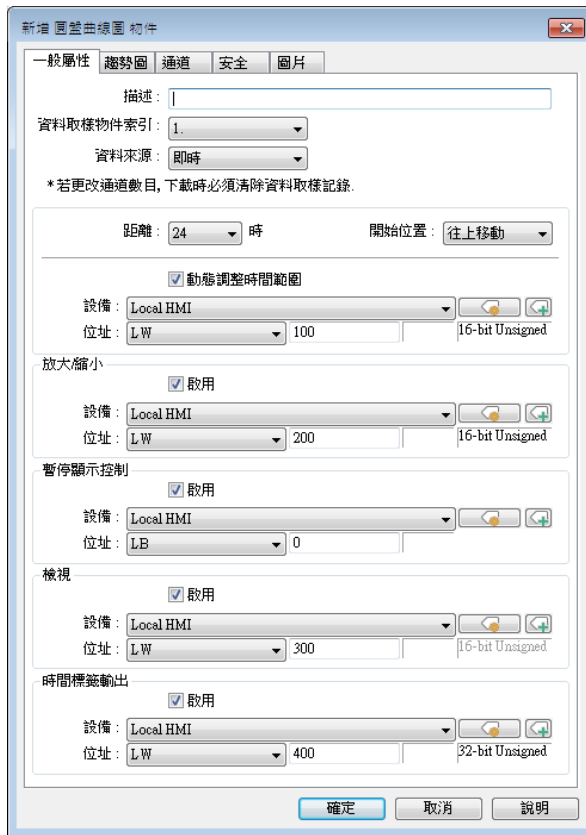 新增 圓盤曲線圖 物件
一般屬性 趨勢圖 通道 安全 圖片
描述 :
資料取樣物件索引 : 1.
資料來源 : 即時
*若更改通道數目, 下載時必須清除資料取樣記錄.
距離 : 24 時 開始位置 : 往上移動
動態調整時間範圍
設備 : Local HMI
位址 : LW 100 16-bit Unsigned
放大/縮小
啟用
設備 : Local HMI
位址 : LW 200 16-bit Unsigned
暫停顯示控制
啟用
設備 : Local HMI
位址 : LB 0
檢視
啟用
設備 : Local HMI
位址 : LW 300 16-bit Unsigned
時間標籤輸出
啟用
設備 : Local HMI
位址 : LW 400 32-bit Unsigned
確定 取消 說明